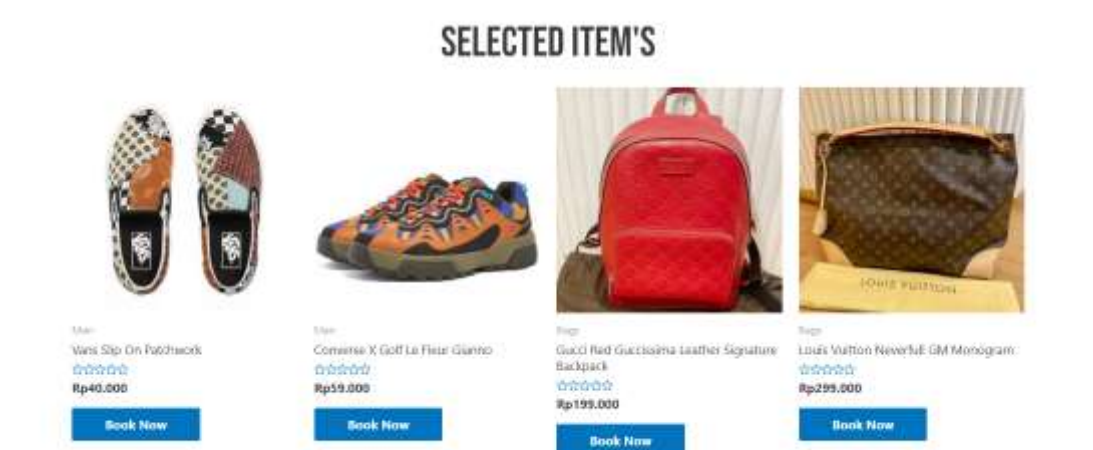 SELECTED ITEM'S
LOUIS VUITTON
Man
Vans Slip On Patchwork
Rp40.000
Book Now
Man
Converse X Golf Le Fleur Gianno
Rp59.000
Book Now
Bags
Gucci Red Guccissima Leather Signature
Backpack
Rp199.000
Book Now
Bags
Louis Vuitton Neverfull GM Monogram
Rp299.000
Book Now